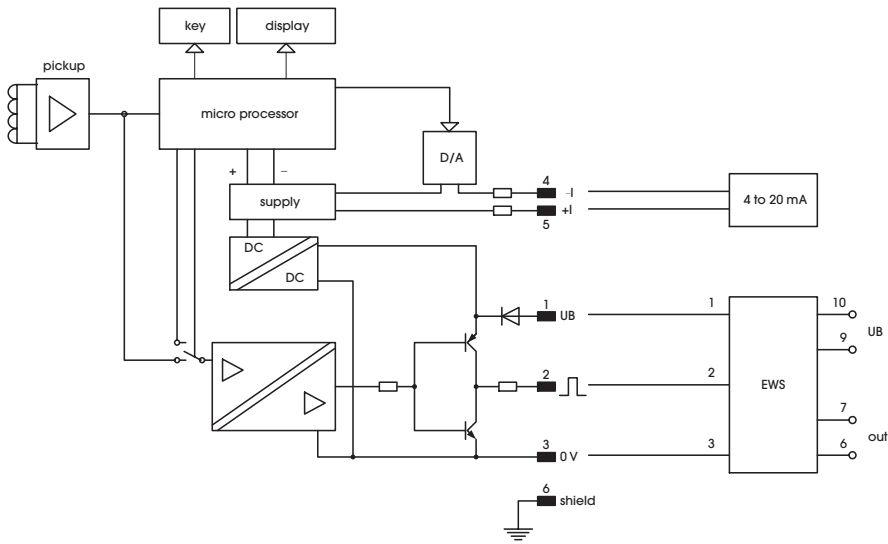 key
display
pickup
micro processor
D/A
+
–
supply
4
–I
+I
5
4 to 20 mA
DC
DC
1
UB
1
10
UB
9
2
2
EWS
7
out
3
0 V
3
6
6
shield